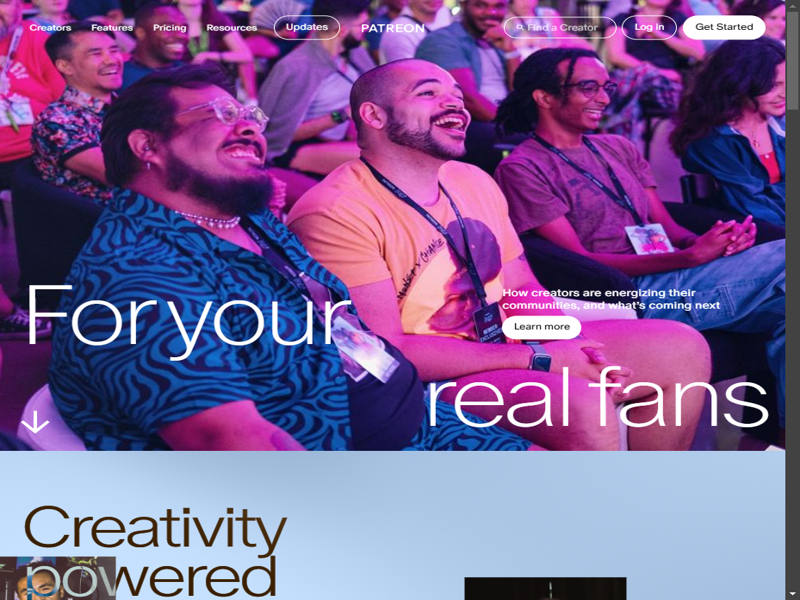 Creators Features Pricing Resources Updates PATREON Find a Creator Log in Get Started
For your
How creators are energizing their
communities, and what's coming next
Learn more
real fans
Creativity
powered